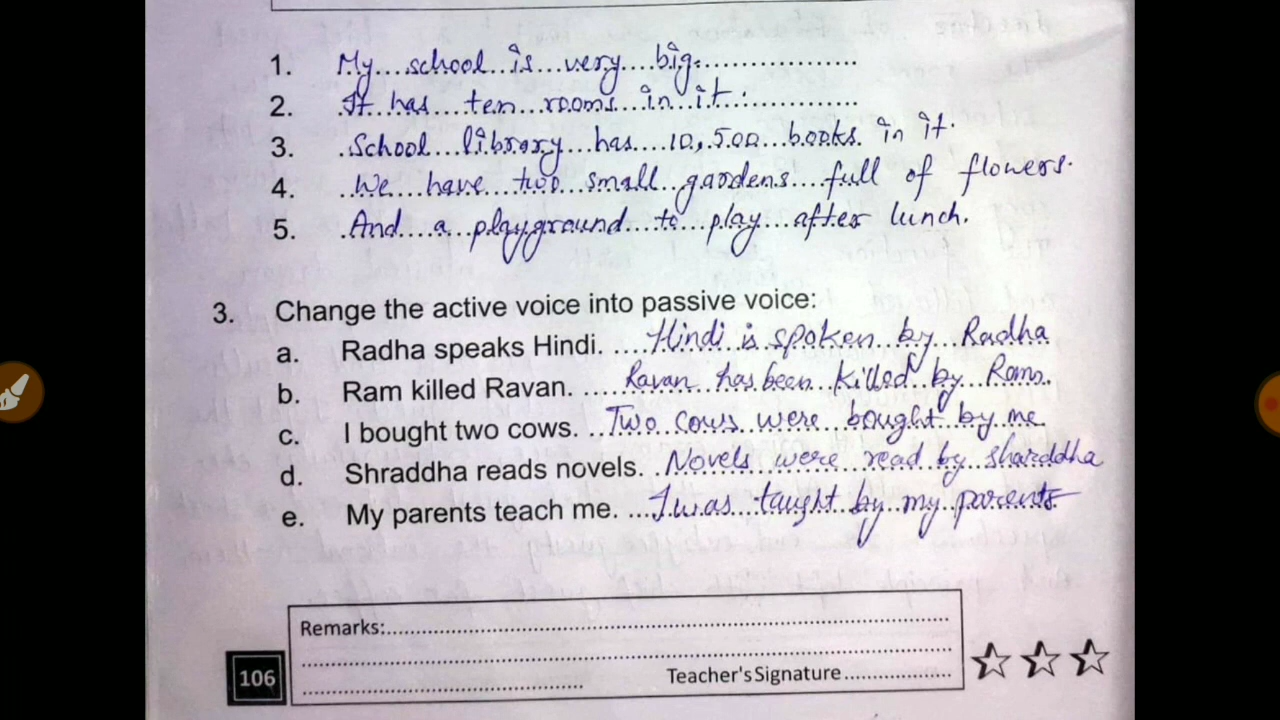 1. My school is very big.
2. It has ten rooms in it.
3. School library has 10,500 books in it.
4. We have two small gardens full of flowers.
5. And a playground to play after lunch.
3. Change the active voice into passive voice:
a. Radha speaks Hindi. Hindi is spoken by Radha
b. Ram killed Ravan. Ravan has been killed by Ram.
c. I bought two cows. Two cows were bought by me.
d. Shraddha reads novels. Novels were read by sharddha
e. My parents teach me. I was taught by my parents.
Remarks:
106
Teacher's Signature